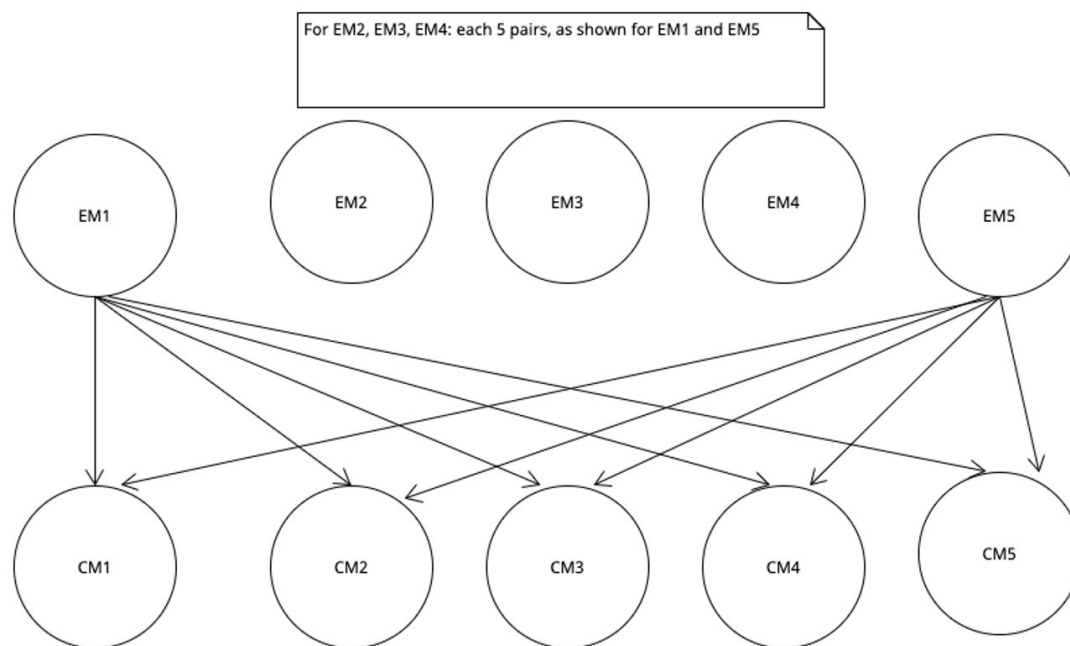 For EM2, EM3, EM4: each 5 pairs, as shown for EM1 and EM5
EM1
EM2
EM3
EM4
EM5
CM1
CM2
CM3
CM4
CM5